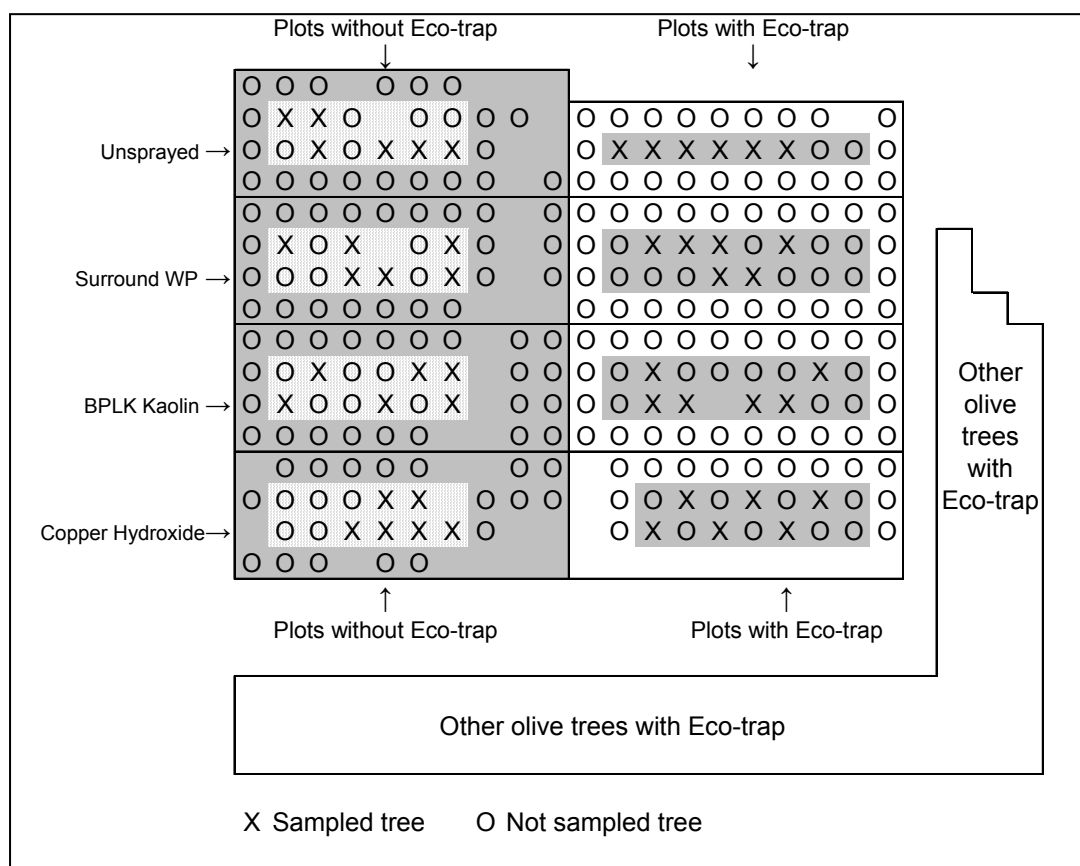 Plots without Eco-trap Plots with Eco-trap
↓ ↓
O O O O O O
O X X O O O O O O O O O O O O O O
Unsprayed → O O X O X X X O O X X X X X X O O O
O O O O O O O O O O O O O O O O O O O
O O O O O O O O O O O O O O O O O O O
O X O X O X O O O O X X X O X O O O
Surround WP → O O O X X O X O O O O O O X X O O O O
O O O O O O O O O O O O O O O O O
O O O O O O O O O O O O O O O O O O O
O O X O O X X O O O O X O O O O X O O
BPLK Kaolin → O X O O X O X O O O O X X X X O O O
O O O O O O O O O O O O O O O O O O
O O O O O O O O O O O O O O O O
O O O O X X O O O O O X O X O X O O
Copper Hydroxide → O O X X X X O O X O X O X O O O
O O O O O
↑ ↑
Plots without Eco-trap Plots with Eco-trap
Other
olive
trees
with
Eco-trap
Other olive trees with Eco-trap
X Sampled tree O Not sampled tree